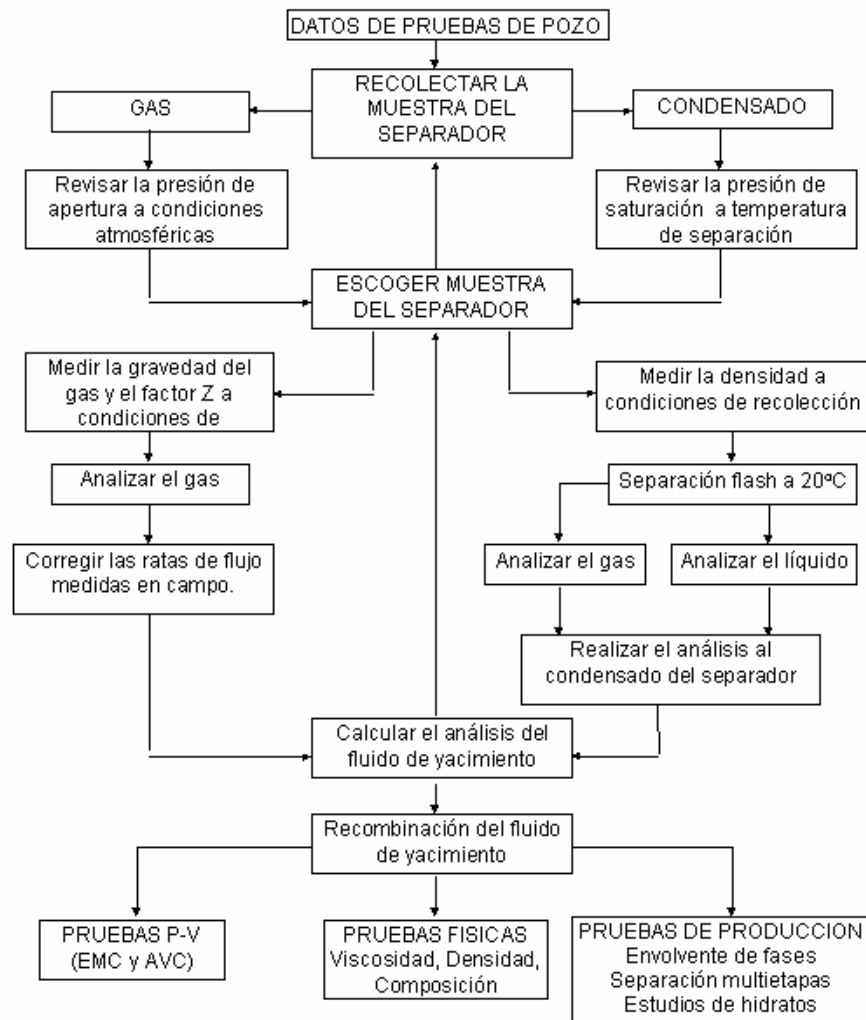 DATOS DE PRUEBAS DE POZO
RECOLECTAR LA
MUESTRA DEL
SEPARADOR
GAS
CONDENSADO
Revisar la presión de
apertura a condiciones
atmosféricas
Revisar la presión de
saturación a temperatura
de separación
ESCOGER MUESTRA
DEL SEPARADOR
Medir la gravedad del
gas y el factor Z a
condiciones de
Medir la densidad a
condiciones de recolección
Analizar el gas
Separación flash a 20ºC
Corregir las ratas de flujo
medidas en campo.
Analizar el gas
Analizar el líquido
Realizar el análisis al
condensado del separador
Calcular el análisis del
fluido de yacimiento
Recombinación del fluido
de yacimiento
PRUEBAS P-V
(EMC y AVC)
PRUEBAS FISICAS
Viscosidad, Densidad,
Composición
PRUEBAS DE PRODUCCION
Envolvente de fases
Separación multietapas
Estudios de hidratos